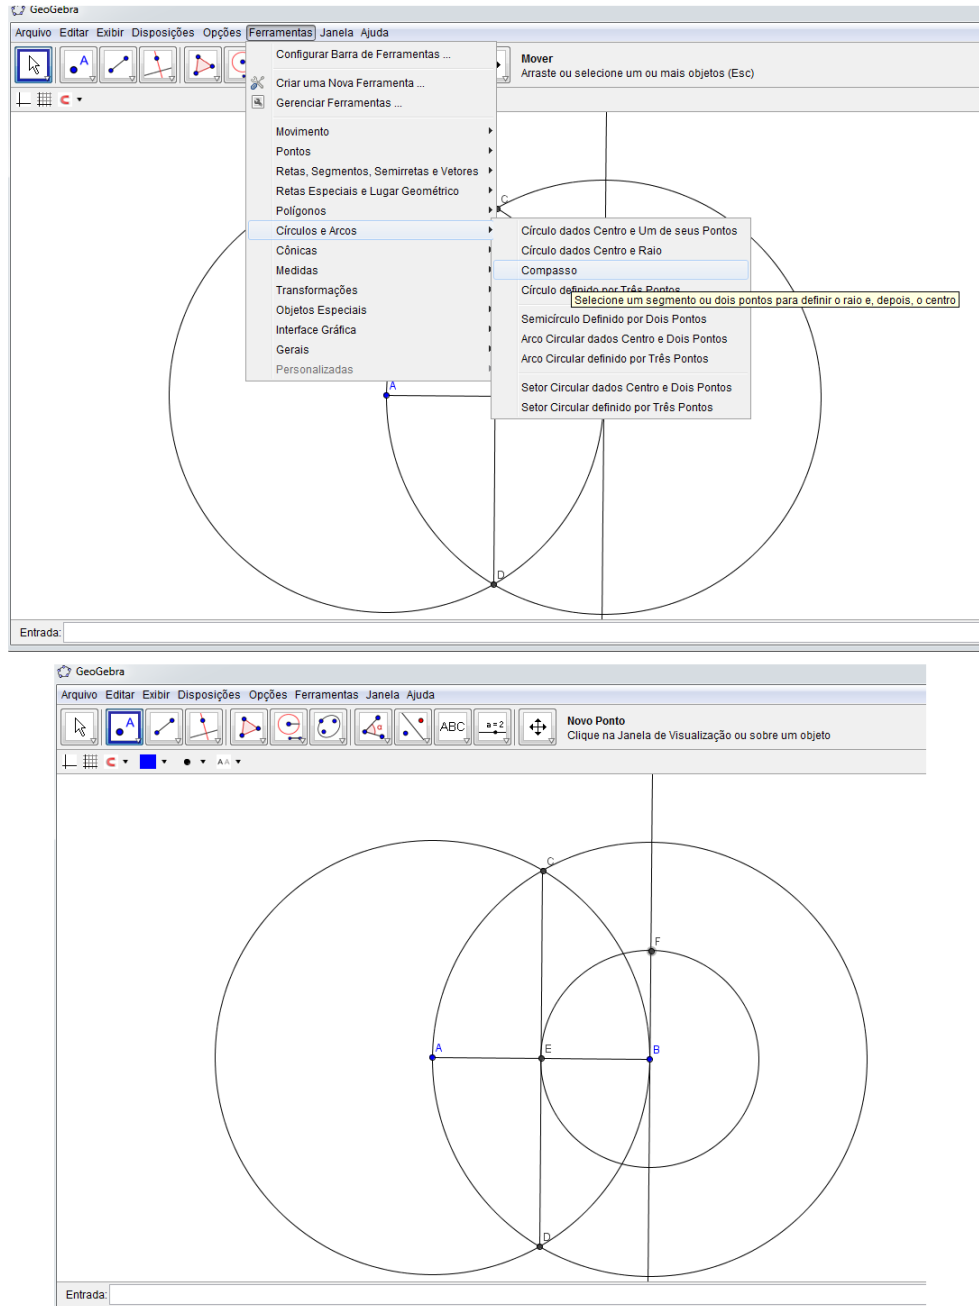 GeoGebra
Arquivo Editar Exibir Disposições Opções Ferramentas Janela Ajuda
A
Mover
Arraste ou selecione um ou mais objetos (Esc)
Configurar Barra de Ferramentas ...
Criar uma Nova Ferramenta ...
Gerenciar Ferramentas ...
Movimento
Pontos
Retas, Segmentos, Semirretas e Vetores
Retas Especiais e Lugar Geométrico
Polígonos
Círculos e Arcos
Cônicas
Medidas
Transformações
Objetos Especiais
Interface Gráfica
Gerais
Personalizadas
C
Círculo dados Centro e Um de seus Pontos
Círculo dados Centro e Raio
Compasso
Círculo definido por Três Pontos
Selecione um segmento ou dois pontos para definir o raio e, depois, o centro
Semicírculo Definido por Dois Pontos
Arco Circular dados Centro e Dois Pontos
Arco Circular definido por Três Pontos
Setor Circular dados Centro e Dois Pontos
Setor Circular definido por Três Pontos
A
D
Entrada:
GeoGebra
Arquivo Editar Exibir Disposições Opções Ferramentas Janela Ajuda
A
α
ABC
a=2
Novo Ponto
Clique na Janela de Visualização ou sobre um objeto
AA
C
F
A
E
B
D
Entrada: